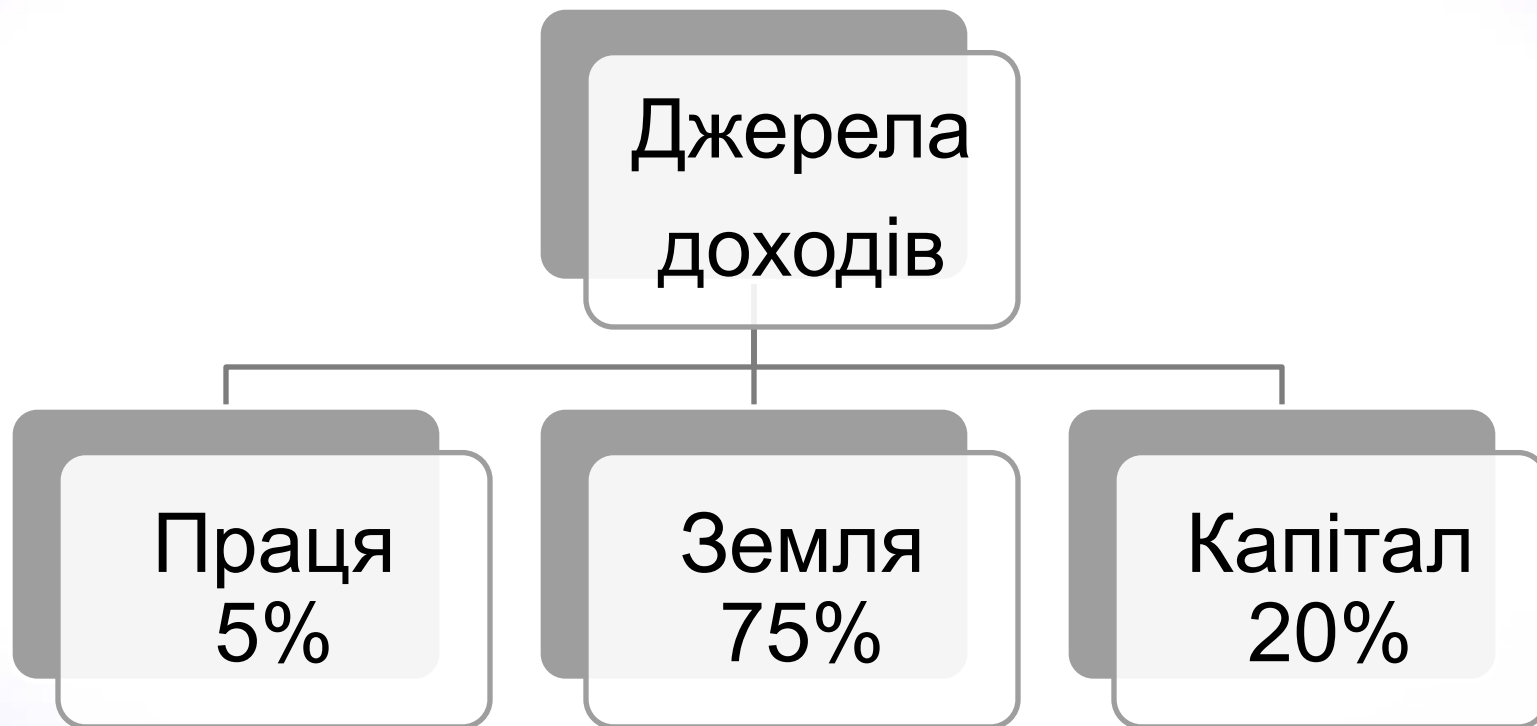 Джерела
доходів
Праця
5%
Земля
75%
Капітал
20%